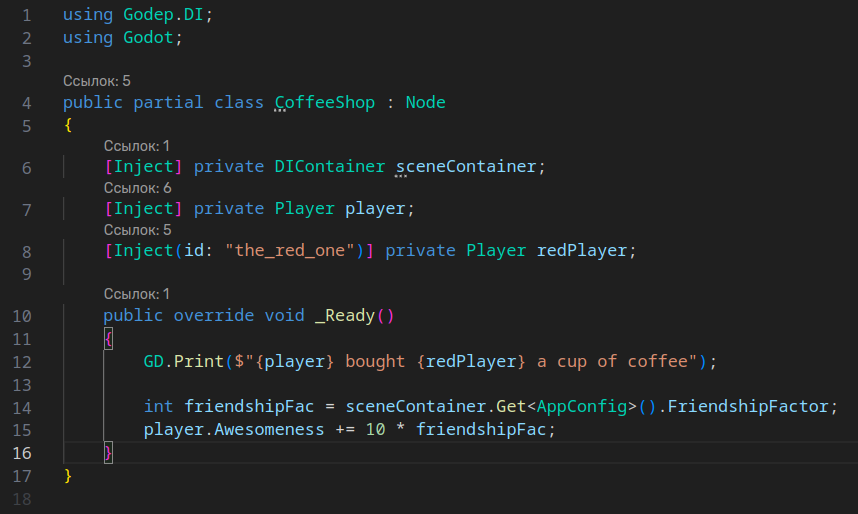 1 using Godep.DI;
2 using Godot;
3
Ссылок: 5
4 public partial class CoffeeShop : Node
5 {
Ссылок: 1
6 [Inject] private DIContainer sceneContainer;
Ссылок: 6
7 [Inject] private Player player;
Ссылок: 5
8 [Inject(id: "the_red_one")] private Player redPlayer;
9
Ссылок: 1
10 public override void _Ready()
11 {
12 GD.Print($"{player} bought {redPlayer} a cup of coffee");
13
14 int friendshipFac = sceneContainer.Get<AppConfig>().FriendshipFactor;
15 player.Awesomeness += 10 * friendshipFac;
16 }
17 }
18